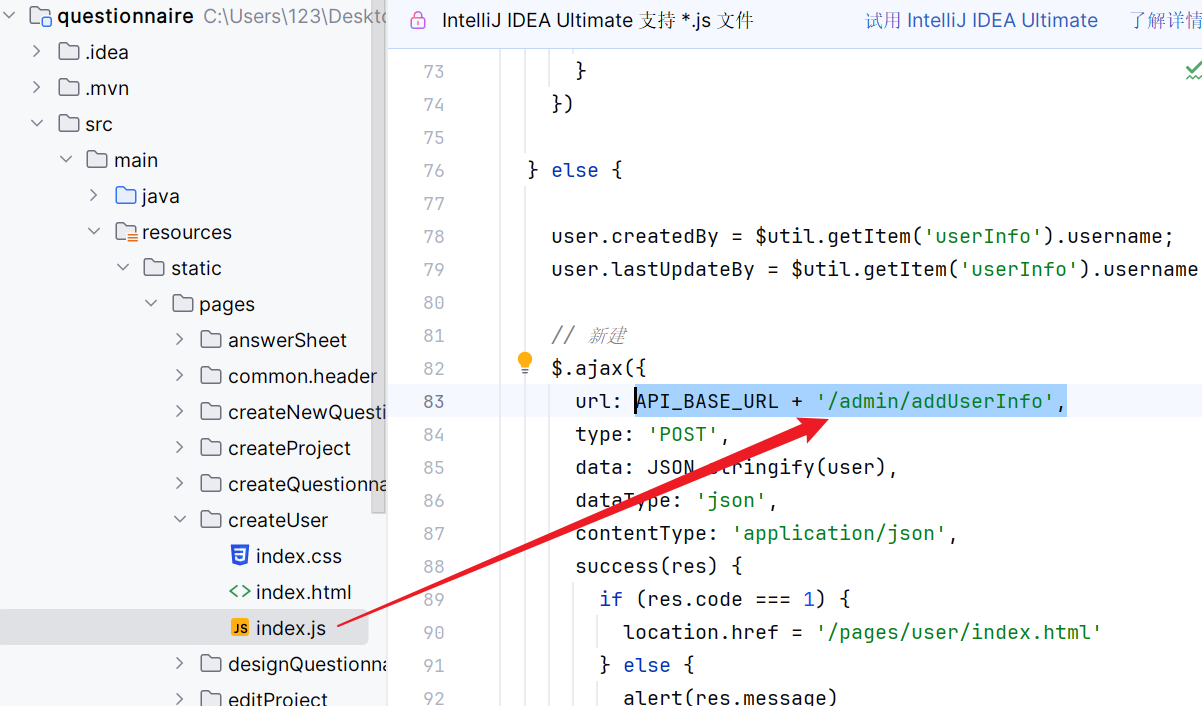 questionnaire C:\Users\123\Deskto
.idea
.mvn
src
main
java
resources
static
pages
answerSheet
common.header
createNewQuesti
createProject
createQuestionna
createUser
index.css
index.html
JS index.js
designQuestionna
editProject
IntelliJ IDEA Ultimate 支持 *.js 文件 试用 IntelliJ IDEA Ultimate 了解详情
73 }
74 })
75
76 } else {
77
78 user.createdBy = $util.getItem('userInfo').username;
79 user.lastUpdateBy = $util.getItem('userInfo').username
80
81 // 新建
82 $.ajax({
83 url: API_BASE_URL + '/admin/addUserInfo',
84 type: 'POST',
85 data: JSON.stringify(user),
86 dataType: 'json',
87 contentType: 'application/json',
88 success(res) {
89 if (res.code === 1) {
90 location.href = '/pages/user/index.html'
91 } else {
92 alert(res.message)